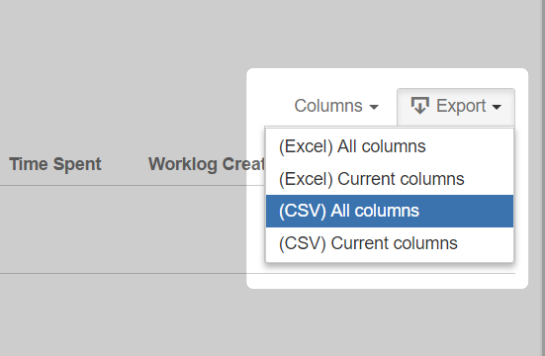 Columns Export
(Excel) All columns
Time Spent Worklog Creat
(Excel) Current columns
(CSV) All columns
(CSV) Current columns